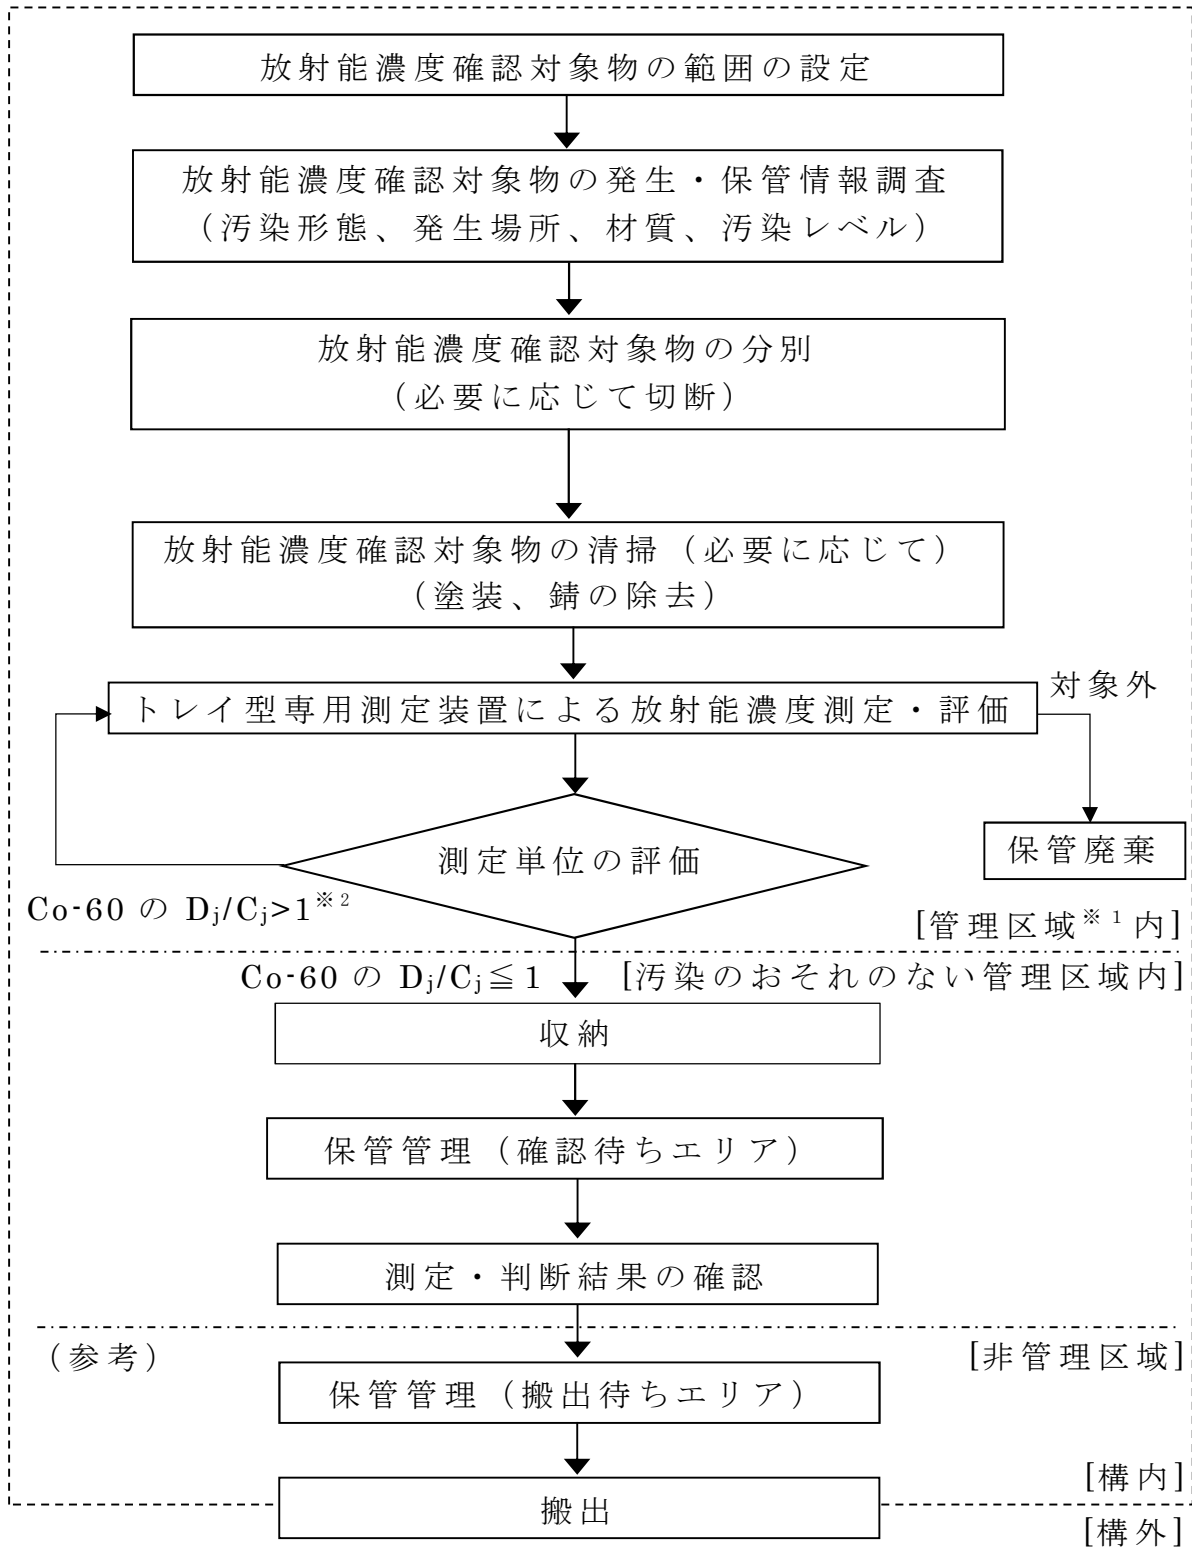 放射能濃度確認対象物の範囲の設定
放射能濃度確認対象物の発生・保管情報調査
（汚染形態、発生場所、材質、汚染レベル）
放射能濃度確認対象物の分別
（必要に応じて切断）
放射能濃度確認対象物の清掃（必要に応じて）
（塗装、錆の除去）
対象外
トレイ型専用測定装置による放射能濃度測定・評価
保管廃棄
測定単位の評価
Co-60 の Dj/Cj>1※2
[管理区域※1内]
Co-60 の Dj/Cj≦1
[汚染のおそれのない管理区域内]
収納
保管管理（確認待ちエリア）
測定・判断結果の確認
（参考）
[非管理区域]
保管管理（搬出待ちエリア）
[構内]
搬出
[構外]